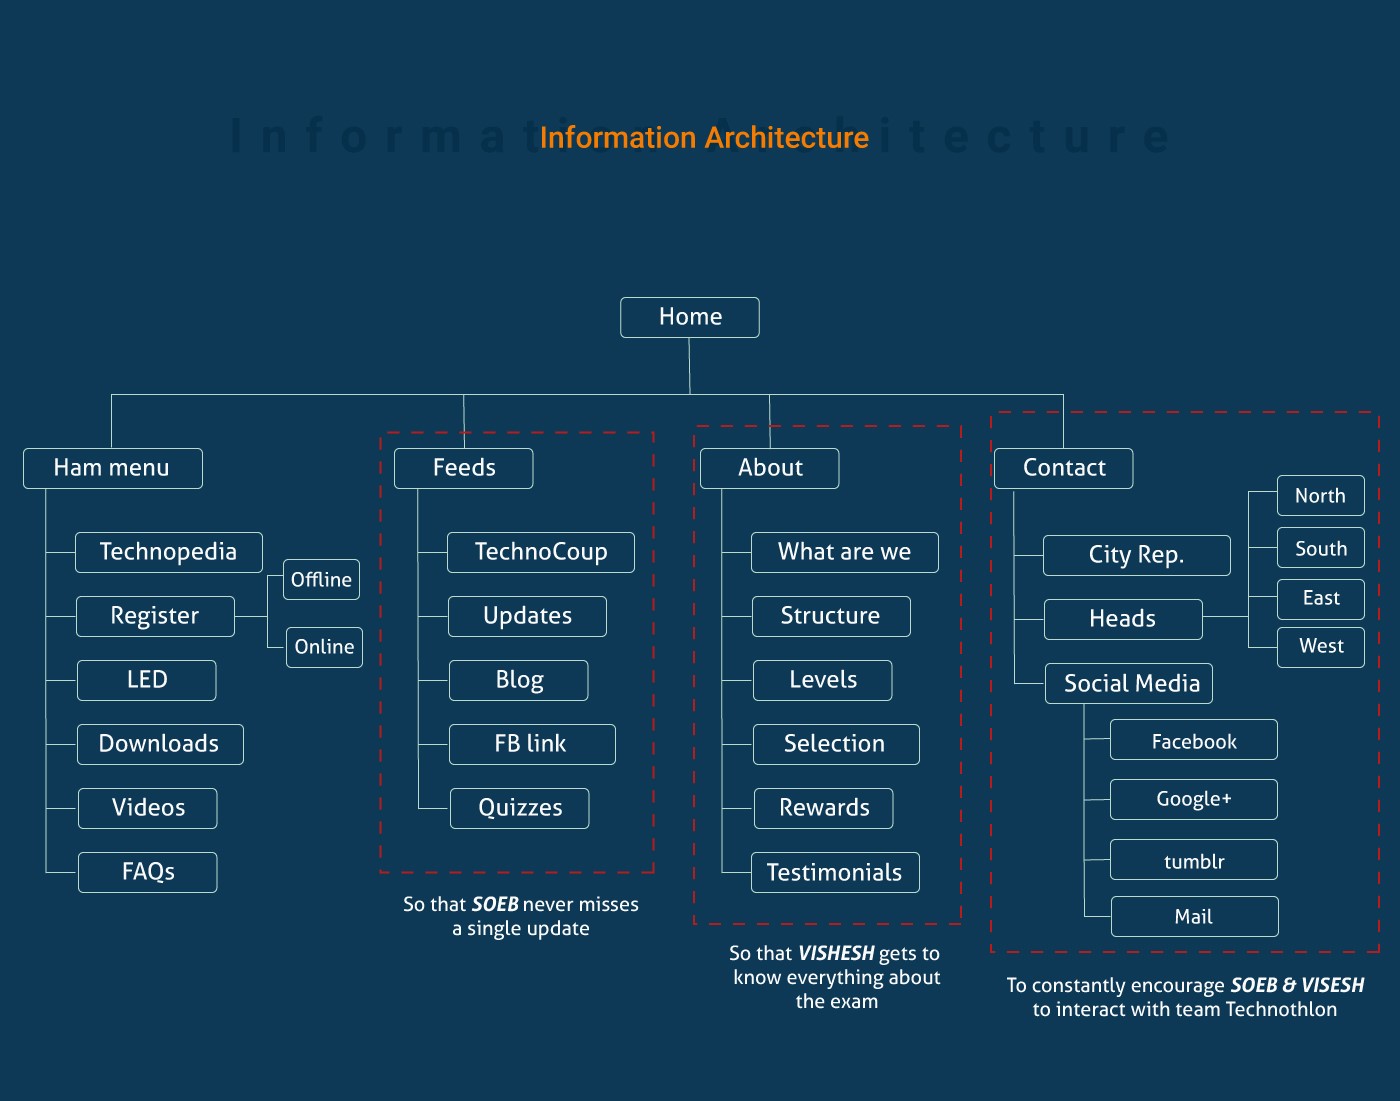 Information Architecture
Information Architecture
Home
Ham menu
Technopedia
Register
Offline
Online
LED
Downloads
Videos
FAQs
Feeds
TechnoCoup
Updates
Blog
FB link
Quizzes
So that SOEB never misses
a single update
About
What are we
Structure
Levels
Selection
Rewards
Testimonials
So that VISHESH gets to
know everything about
the exam
Contact
City Rep.
Heads
North
South
East
West
Social Media
Facebook
Google+
tumblr
Mail
To constantly encourage SOEB & VISESH
to interact with team Technothlon